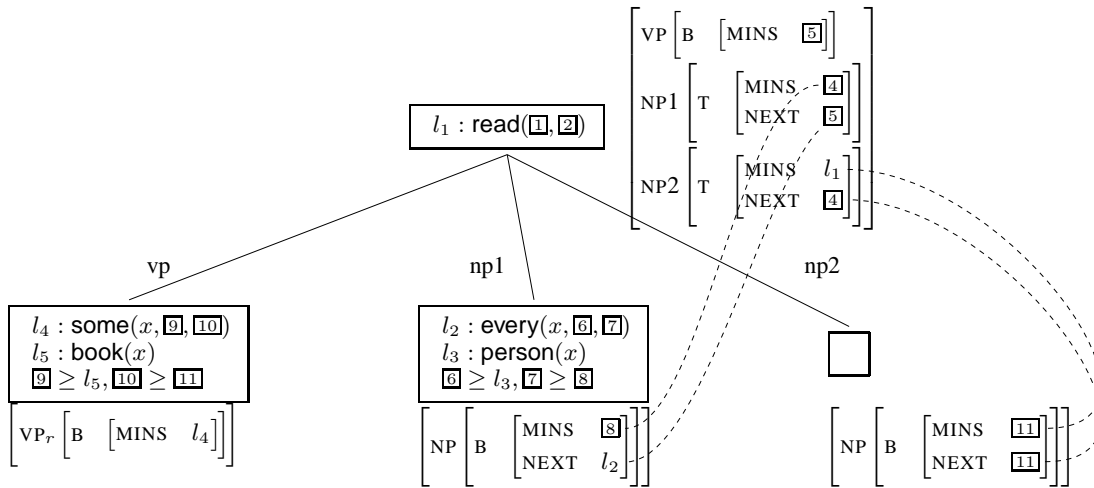 VP [B [MINS 5]]
NP1 [T [MINS 4
NEXT 5]]
NP2 [T [MINS l₁
NEXT 4]]
l₁ : read(1, 2)
vp
np1
np2
l₄ : some(x, 9, 10)
l₅ : book(x)
9 ≥ l₅, 10 ≥ 11
[VPᵣ [B [MINS l₄]]]
l₂ : every(x, 6, 7)
l₃ : person(x)
6 ≥ l₃, 7 ≥ 8
[NP [B [MINS 8
NEXT l₂]]]
[NP [B [MINS 11
NEXT 11]]]